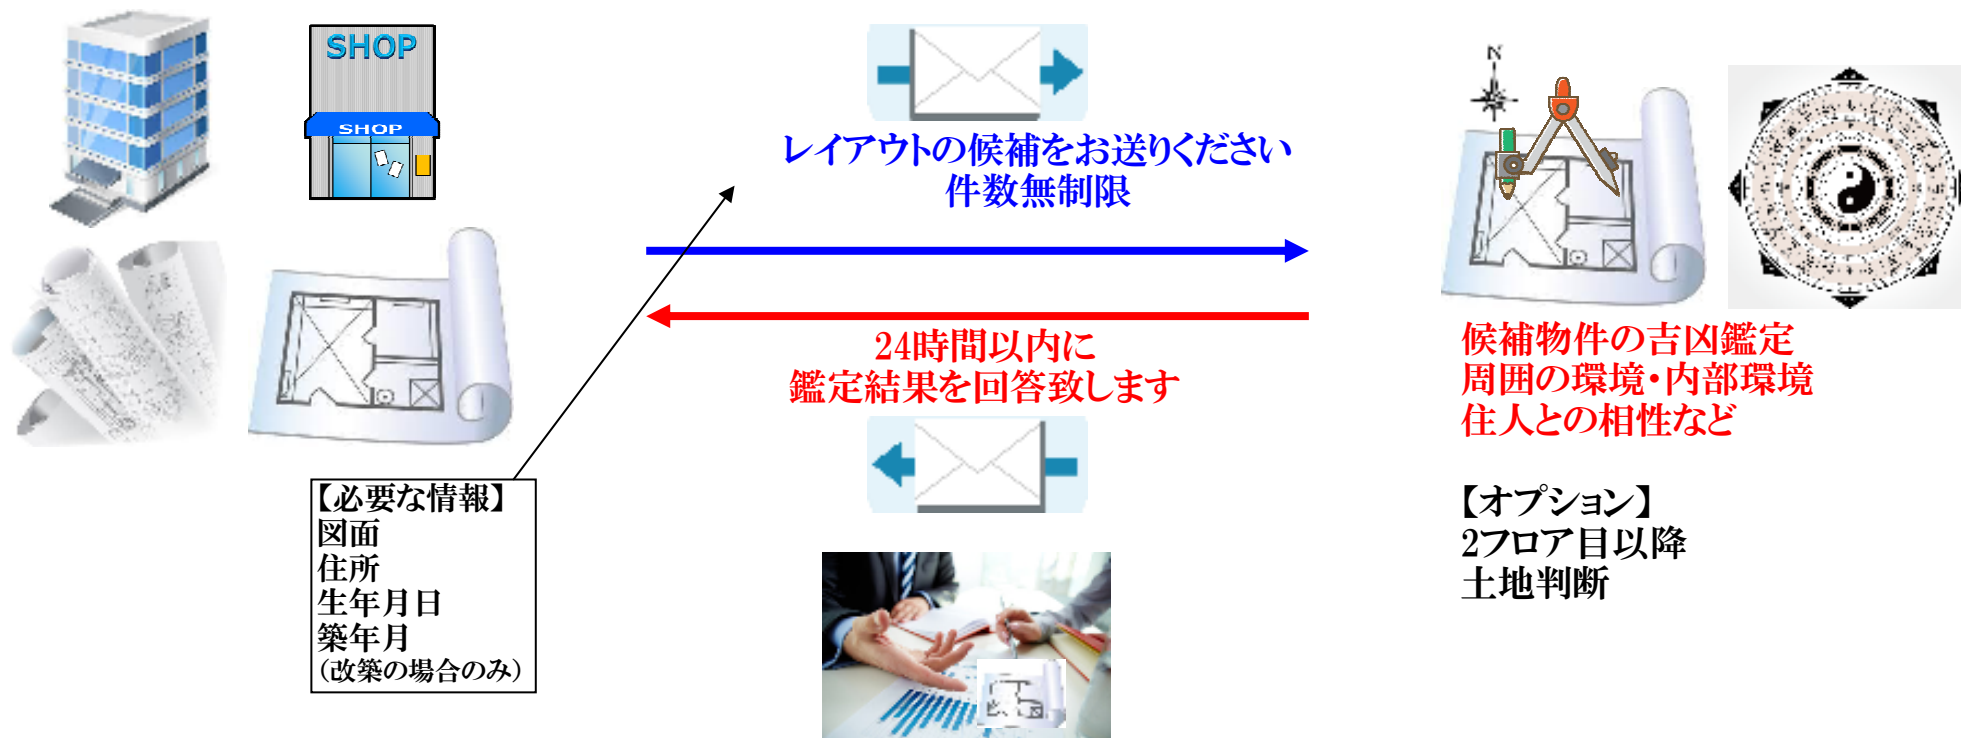 SHOP
SHOP
レイアウトの候補をお送りください
件数無制限
24時間以内に
鑑定結果を回答致します
【必要な情報】
図面
住所
生年月日
築年月
(改築の場合のみ)
N
候補物件の吉凶鑑定
周囲の環境・内部環境
住人との相性など
【オプション】
2フロア目以降
土地判断